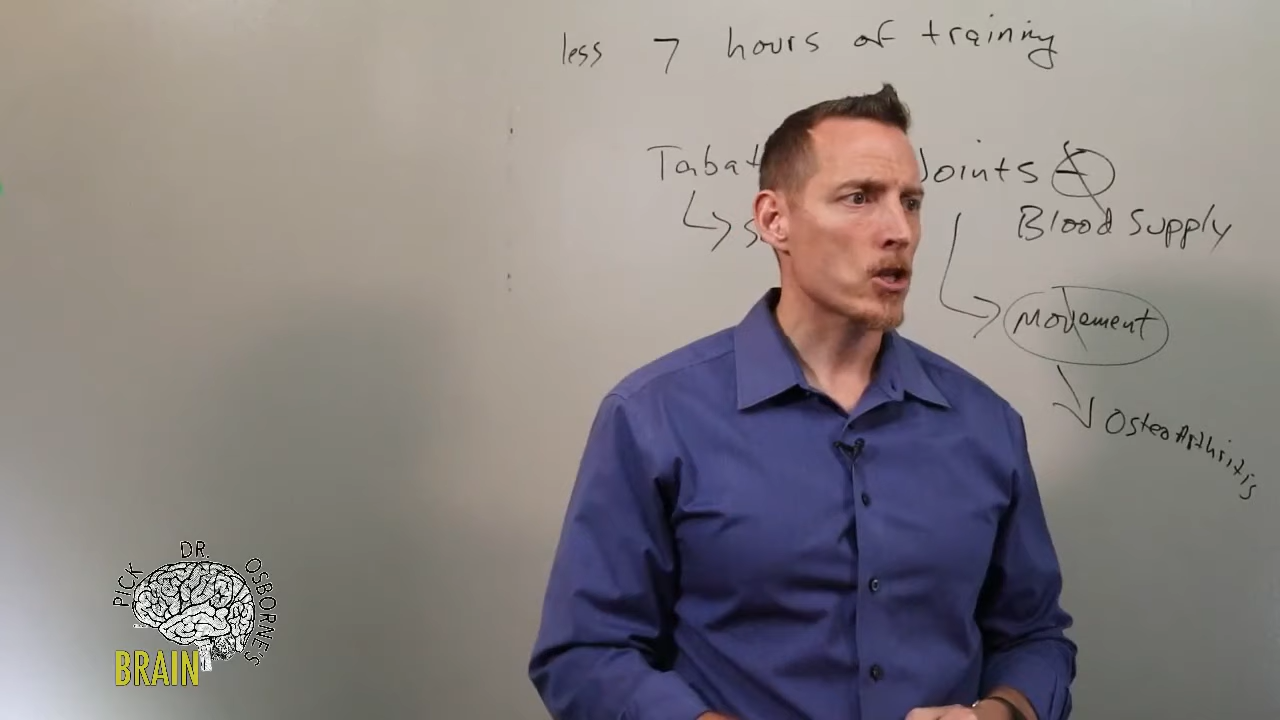 less 7 hours of training
Tabat
Joints
Blood Supply
Movement
OsteoArthritis
PICK DR. OSBORNE'S
BRAIN